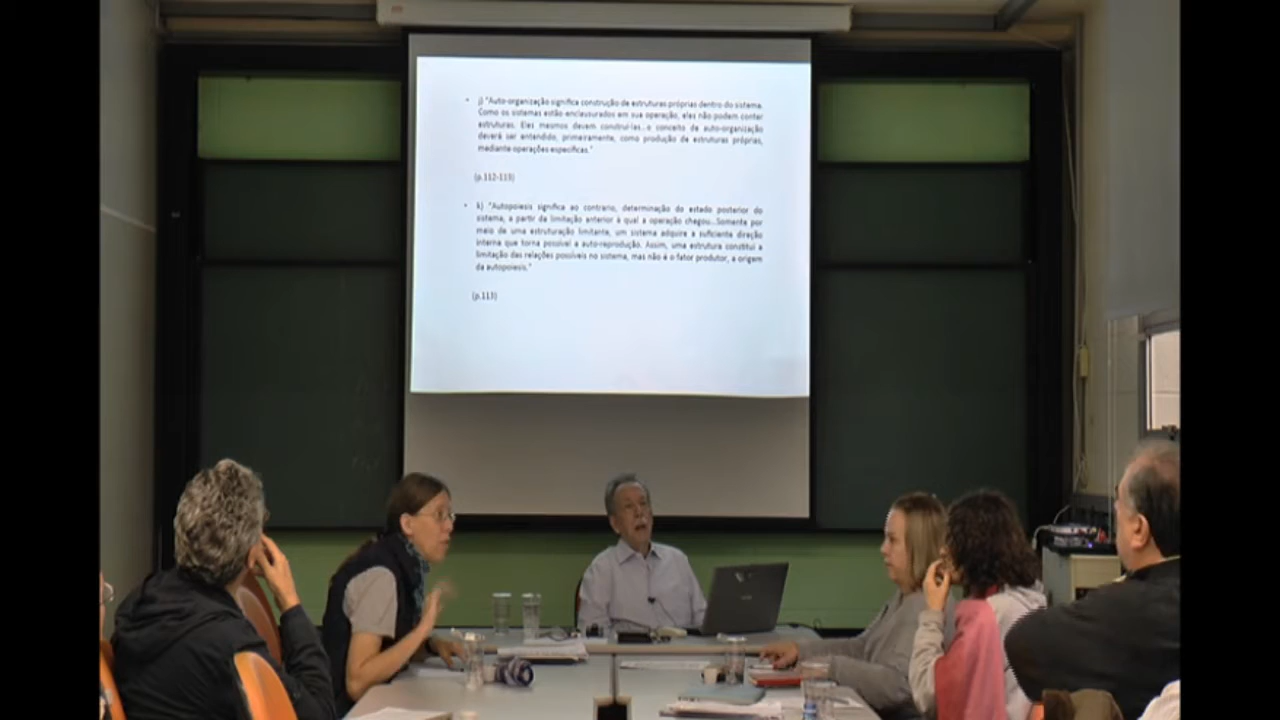 • j) "Auto-organização significa construção de estruturas próprias dentro do sistema.
Como os sistemas estão enclausurados em sua operação, eles não podem conter
estruturas. Eles mesmos devem construí-las...o conceito de auto-organização
deverá ser entendido, primeiramente, como produção de estruturas próprias,
mediante operações específicas."
(p.112-113)
• k) "Autopoiesis significa ao contrario, determinação do estado posterior do
sistema, a partir da limitação anterior à qual a operação chegou...Somente por
meio de uma estruturação limitante, um sistema adquire a suficiente direção
interna que torna possível a auto-reprodução. Assim, uma estrutura constitui a
limitação das relações possíveis no sistema, mas não é o fator produtor, a origem
da autopoiesis."
(p.113)